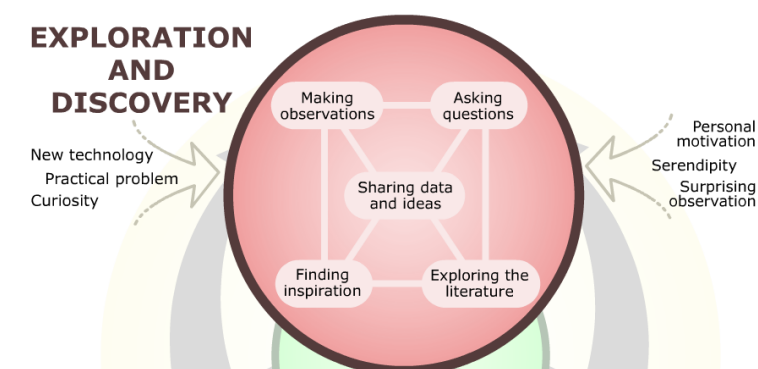 EXPLORATION
AND
DISCOVERY
New technology
Practical problem
Curiosity
Making
observations
Asking
questions
Sharing data
and ideas
Finding
inspiration
Exploring the
literature
Personal
motivation
Serendipity
Surprising
observation